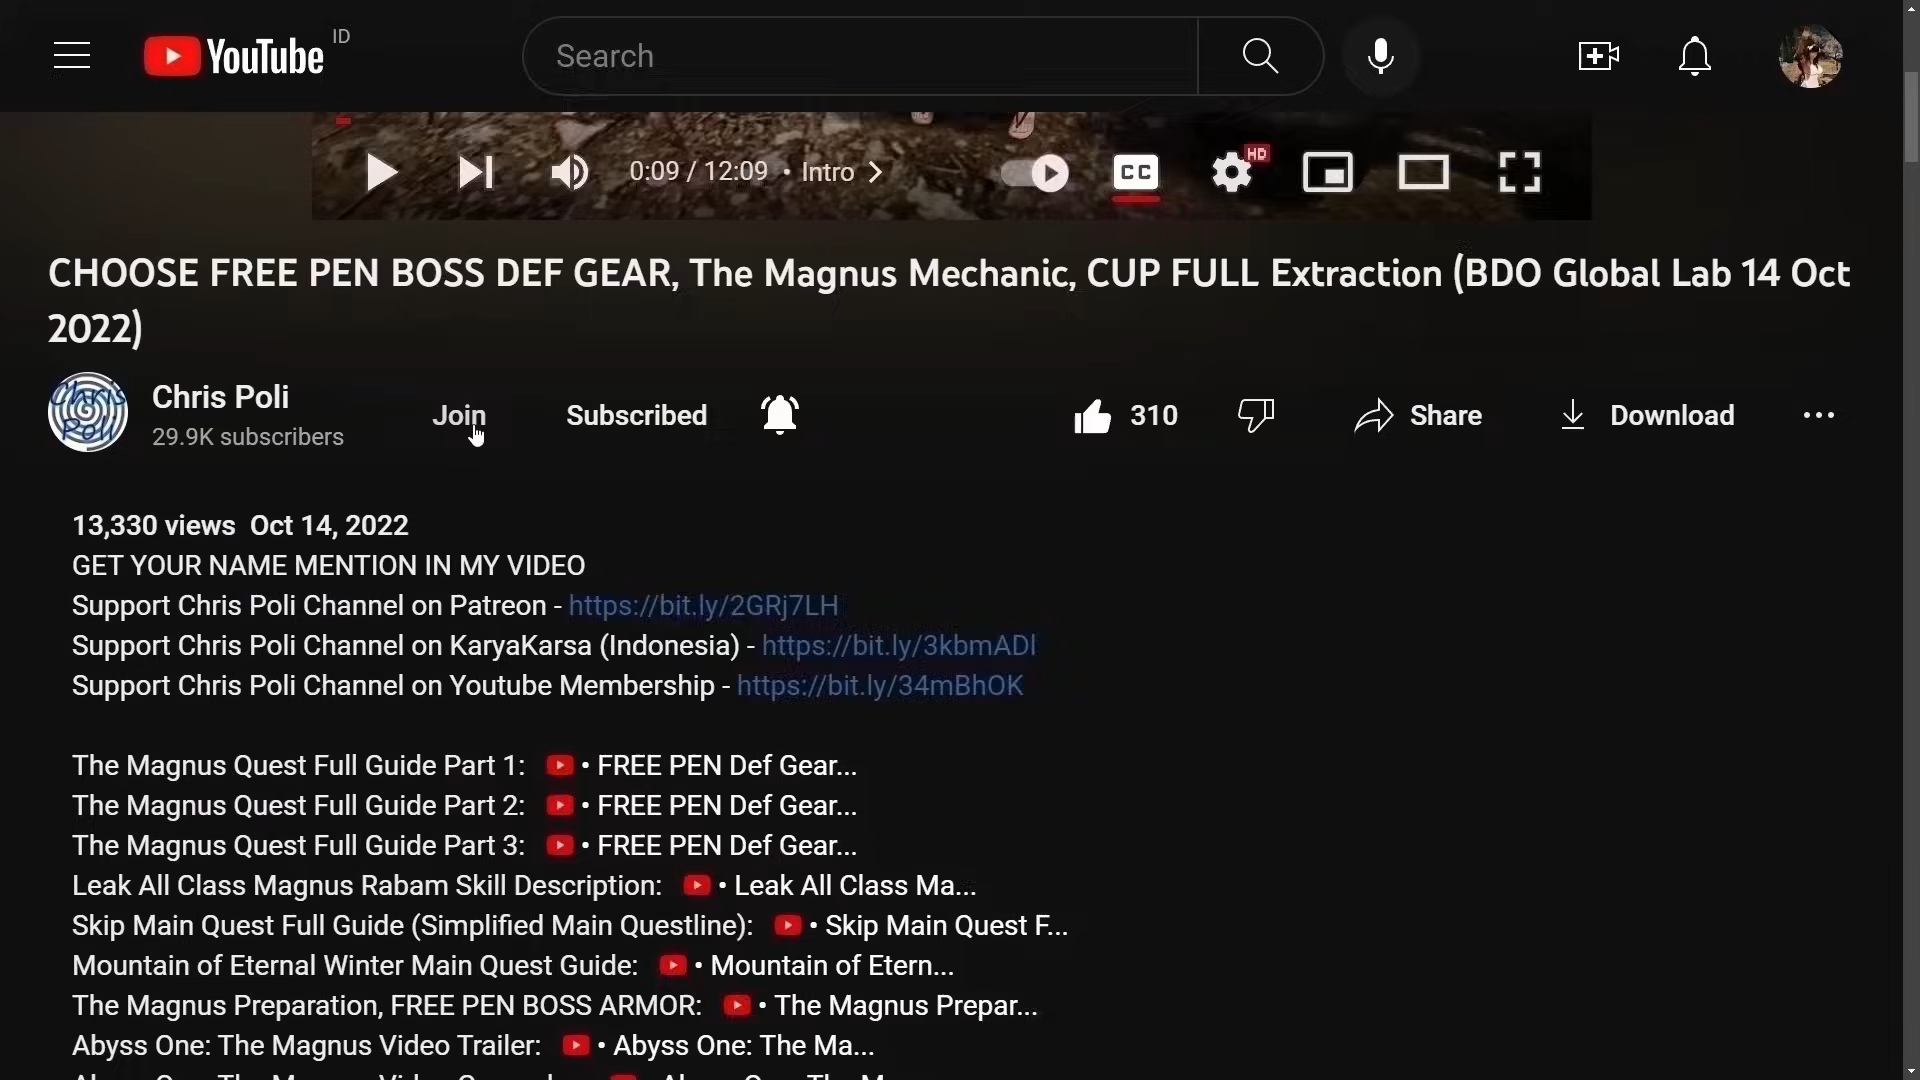 YouTube ID
Search
0:09 / 12:09 • Intro
CC
HD
CHOOSE FREE PEN BOSS DEF GEAR, The Magnus Mechanic, CUP FULL Extraction (BDO Global Lab 14 Oct
2022)
Chris Poli
Chris Poli
29.9K subscribers
Join
Subscribed
310
Share
Download
13,330 views Oct 14, 2022
GET YOUR NAME MENTION IN MY VIDEO
Support Chris Poli Channel on Patreon - https://bit.ly/2GRj7LH
Support Chris Poli Channel on KaryaKarsa (Indonesia) - https://bit.ly/3kbmADl
Support Chris Poli Channel on Youtube Membership - https://bit.ly/34mBhOK
The Magnus Quest Full Guide Part 1: • FREE PEN Def Gear...
The Magnus Quest Full Guide Part 2: • FREE PEN Def Gear...
The Magnus Quest Full Guide Part 3: • FREE PEN Def Gear...
Leak All Class Magnus Rabam Skill Description: • Leak All Class Ma...
Skip Main Quest Full Guide (Simplified Main Questline): • Skip Main Quest F...
Mountain of Eternal Winter Main Quest Guide: • Mountain of Etern...
The Magnus Preparation, FREE PEN BOSS ARMOR: • The Magnus Prepar...
Abyss One: The Magnus Video Trailer: • Abyss One: The Ma...